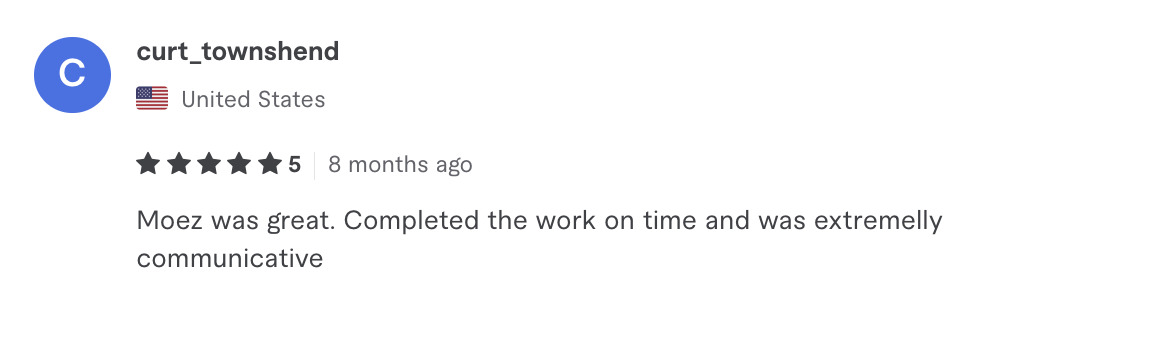 C
curt_townshend
United States
5
8 months ago
Moez was great. Completed the work on time and was extremelly
communicative